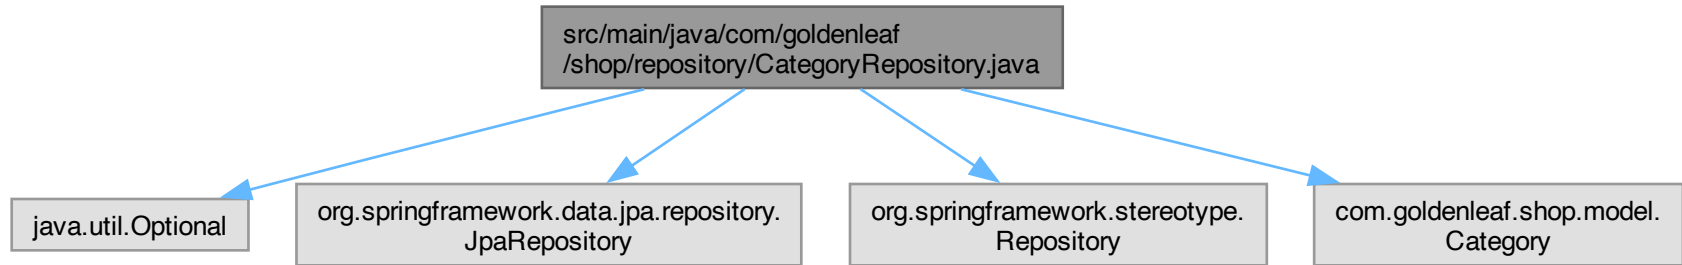 src/main/java/com/goldenleaf
/shop/repository/CategoryRepository.java
java.util.Optional
org.springframework.data.jpa.repository.
JpaRepository
org.springframework.stereotype.
Repository
com.goldenleaf.shop.model.
Category